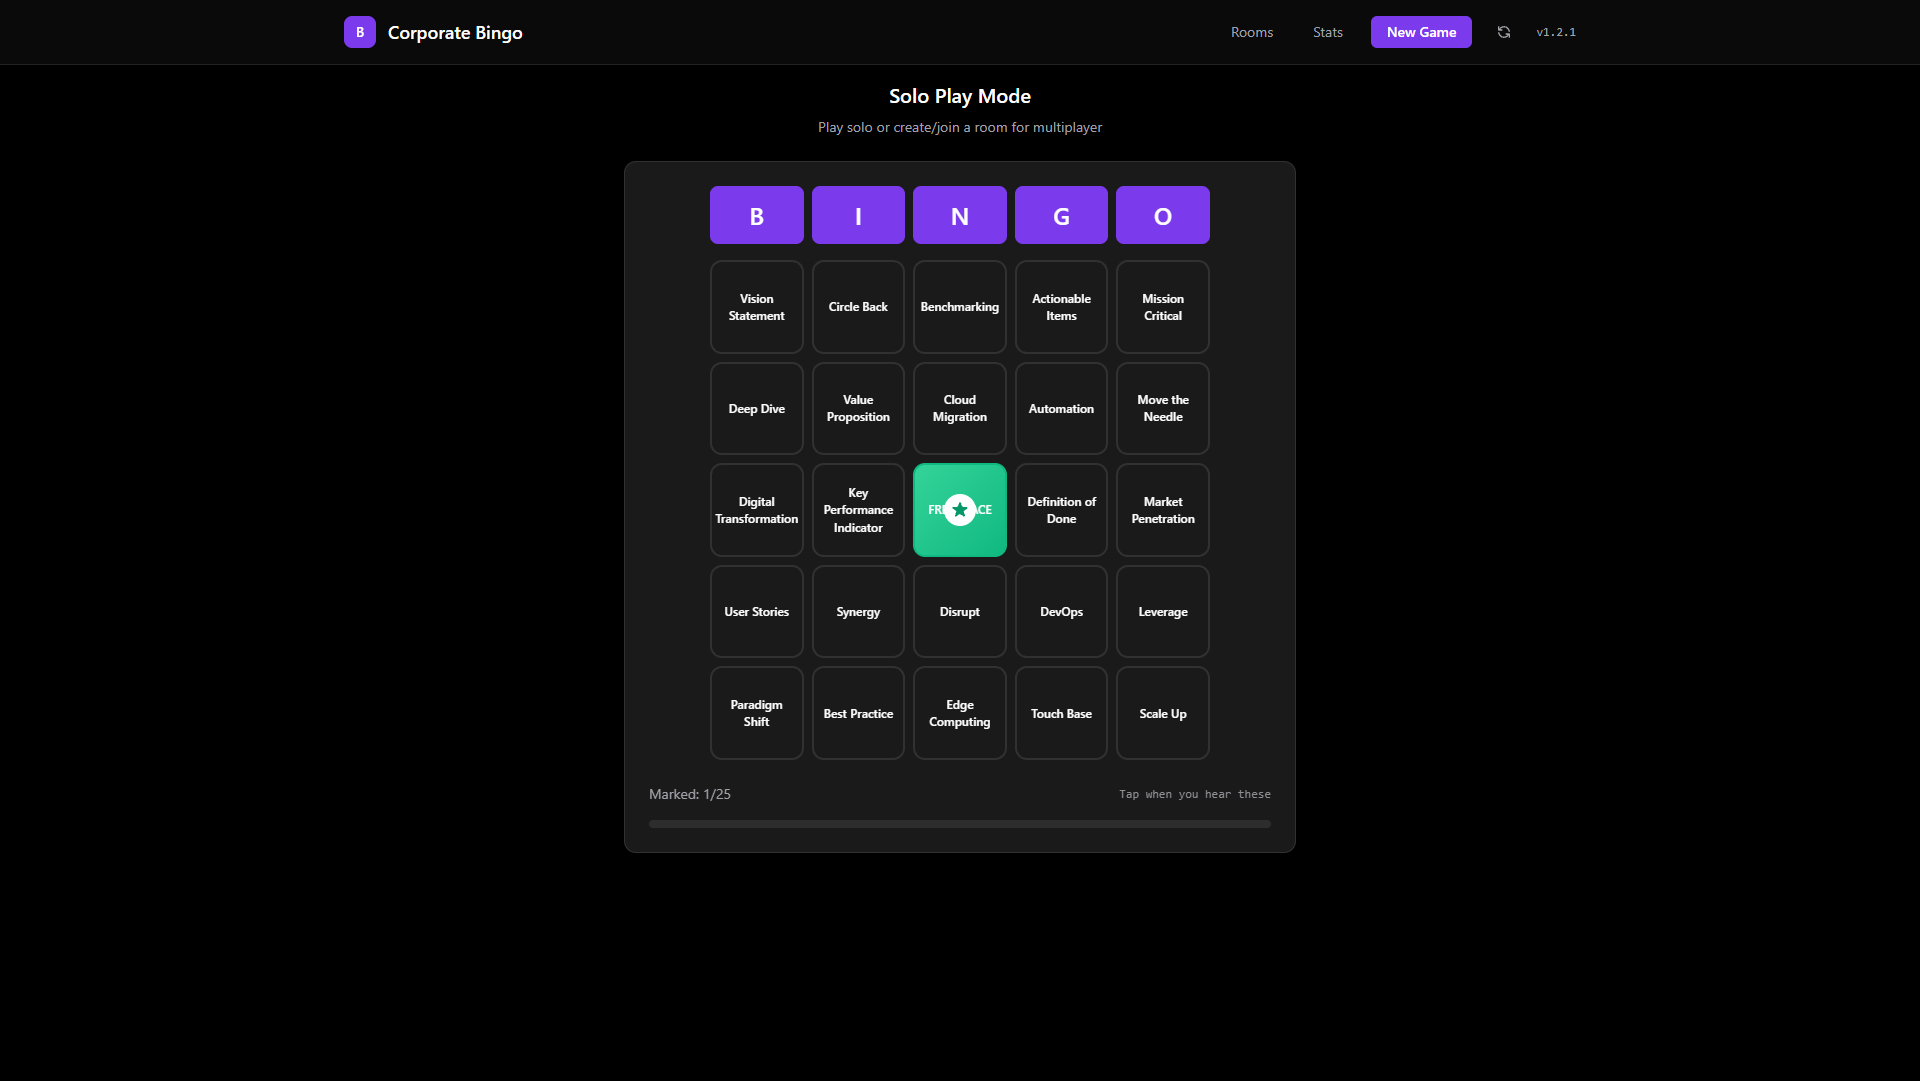 B Corporate Bingo Rooms Stats New Game v1.2.1
Solo Play Mode
Play solo or create/join a room for multiplayer
B I N G O
Vision
Statement
Circle Back
Benchmarking
Actionable
Items
Mission
Critical
Deep Dive
Value
Proposition
Cloud
Migration
Automation
Move the
Needle
Digital
Transformation
Key
Performance
Indicator
Definition of
Done
Market
Penetration
User Stories
Synergy
Disrupt
DevOps
Leverage
Paradigm
Shift
Best Practice
Edge
Computing
Touch Base
Scale Up
Marked: 1/25
Tap when you hear these